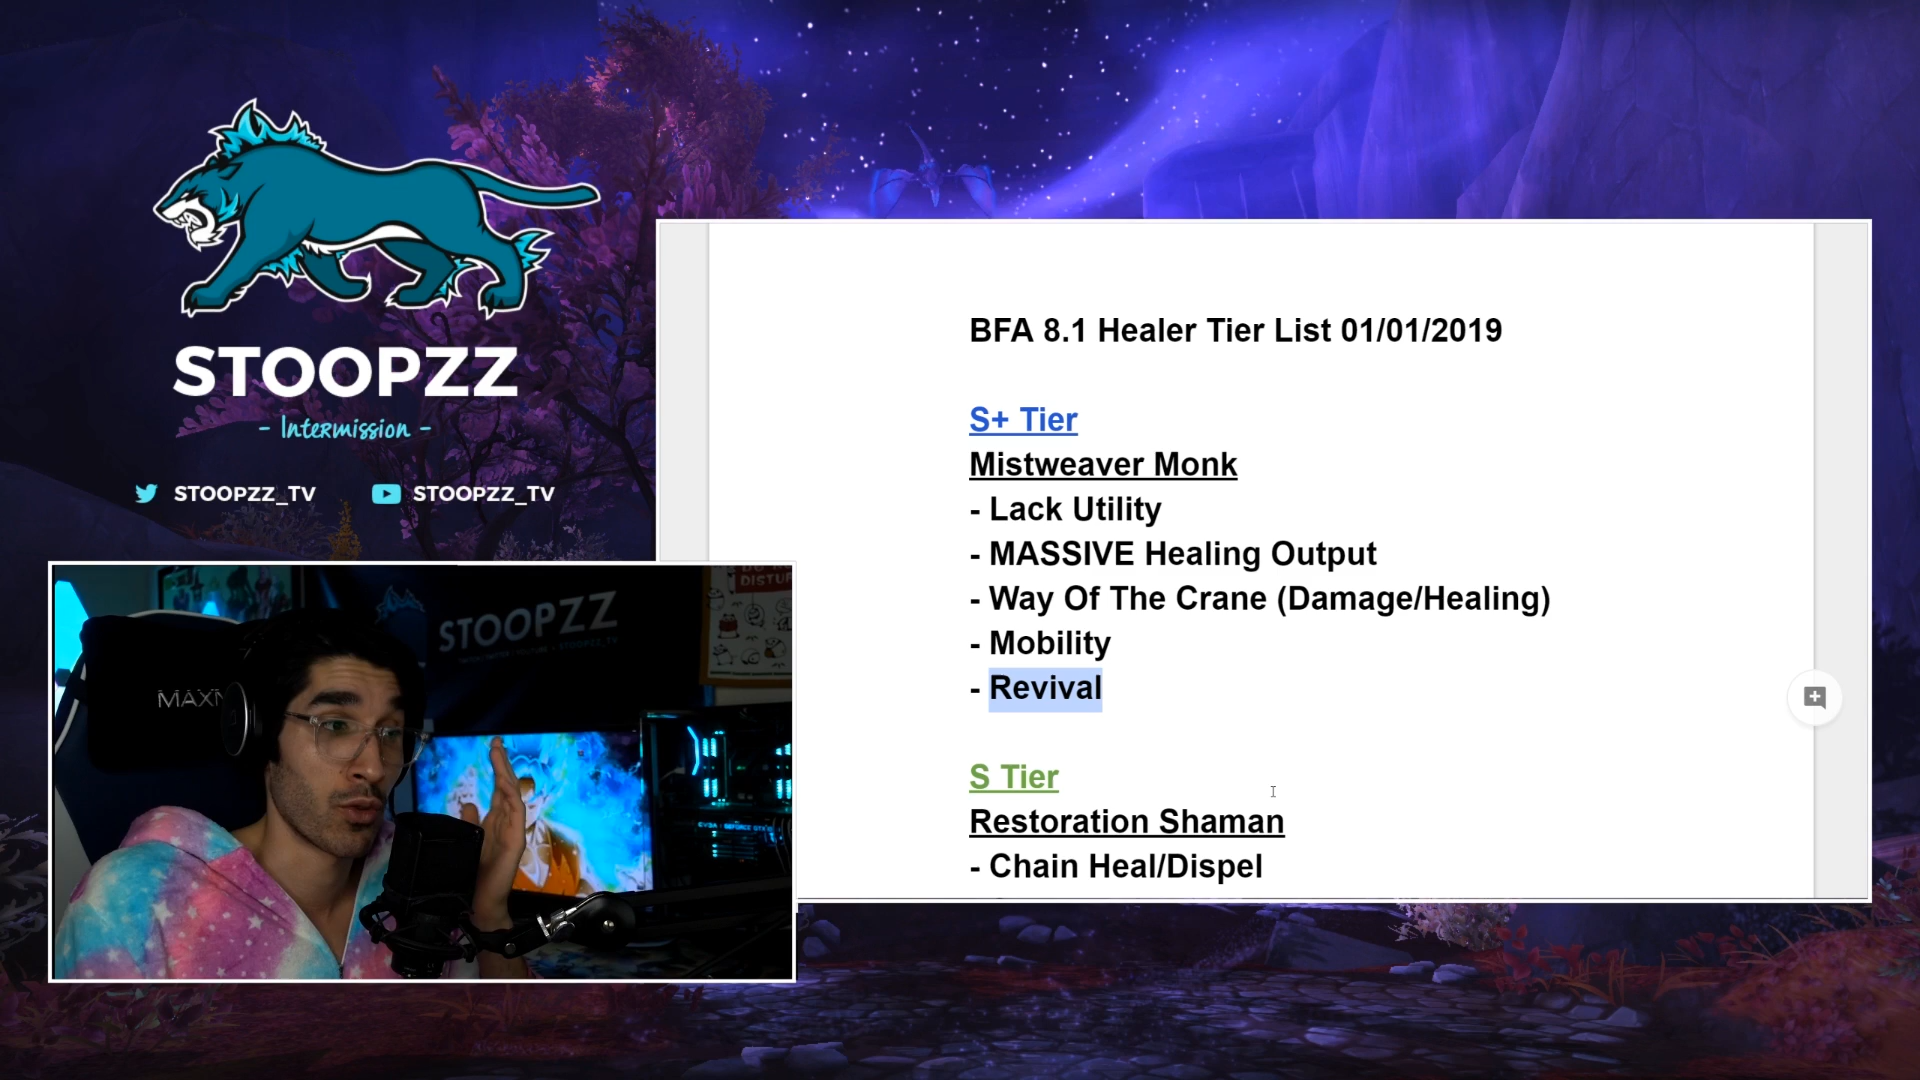 STOOPZZ
- Intermission -
STOOPZZ_TV
STOOPZZ_TV
BFA 8.1 Healer Tier List 01/01/2019
S+ Tier
Mistweaver Monk
- Lack Utility
- MASSIVE Healing Output
- Way Of The Crane (Damage/Healing)
- Mobility
- Revival
S Tier
Restoration Shaman
- Chain Heal/Dispel
STOOPZZ
MAXN
DISTU